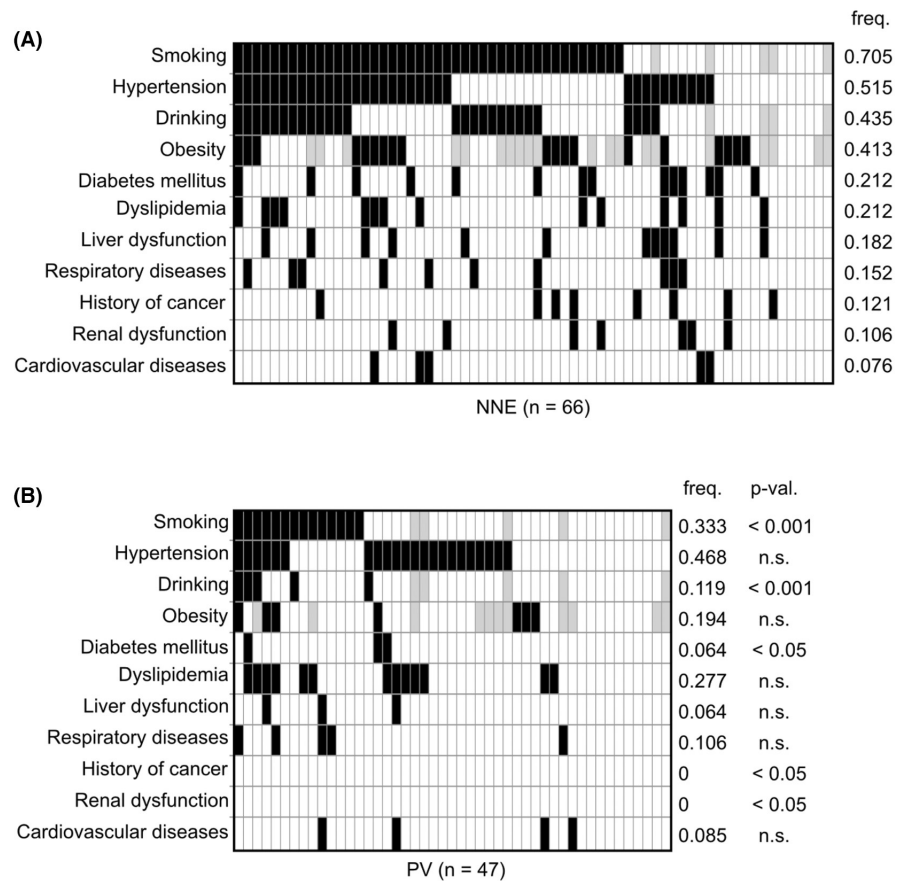 (A)
freq.
Smoking 0.705
Hypertension 0.515
Drinking 0.435
Obesity 0.413
Diabetes mellitus 0.212
Dyslipidemia 0.212
Liver dysfunction 0.182
Respiratory diseases 0.152
History of cancer 0.121
Renal dysfunction 0.106
Cardiovascular diseases 0.076
NNE (n = 66)
(B)
freq. p-val.
Smoking 0.333 < 0.001
Hypertension 0.468 n.s.
Drinking 0.119 < 0.001
Obesity 0.194 n.s.
Diabetes mellitus 0.064 < 0.05
Dyslipidemia 0.277 n.s.
Liver dysfunction 0.064 n.s.
Respiratory diseases 0.106 n.s.
History of cancer 0 < 0.05
Renal dysfunction 0 < 0.05
Cardiovascular diseases 0.085 n.s.
PV (n = 47)